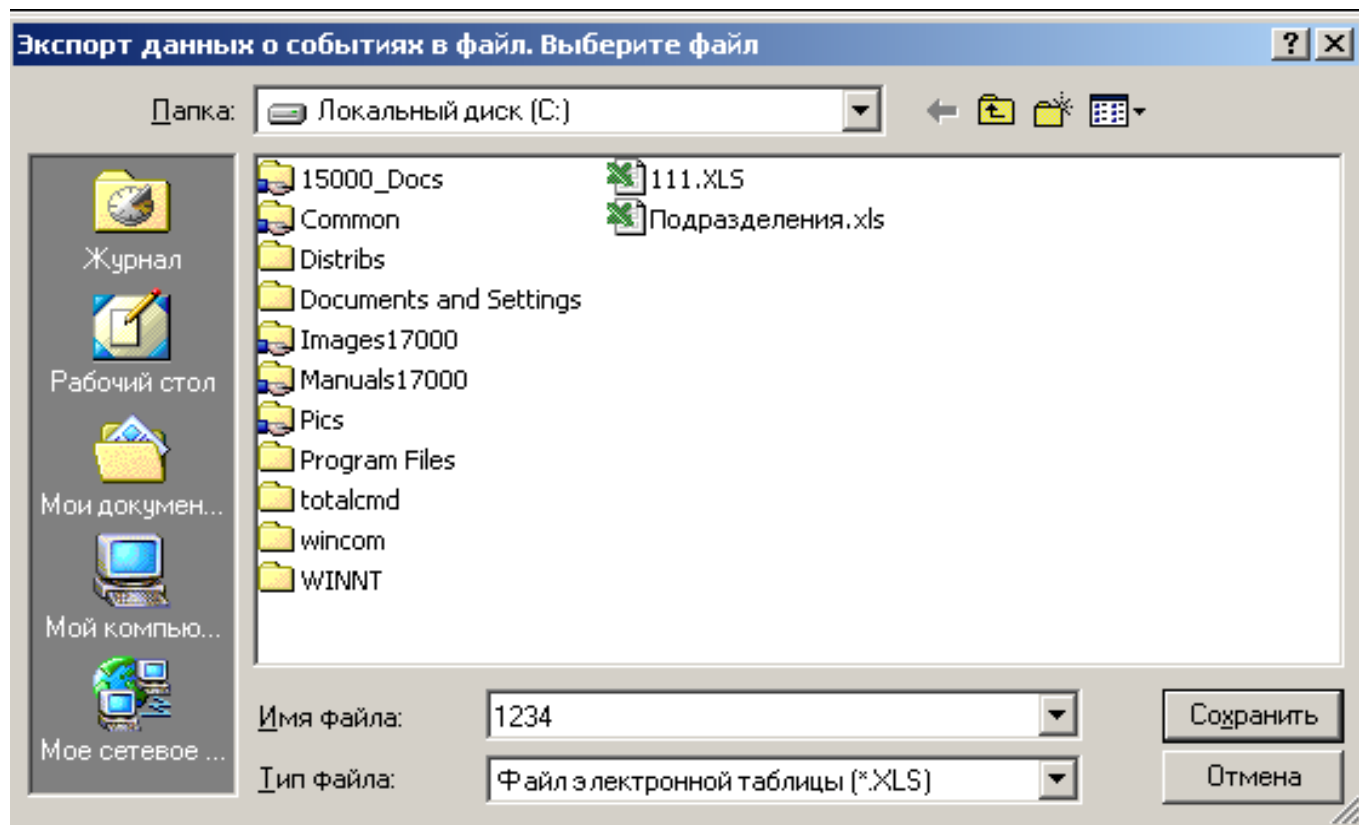 Экспорт данных о событиях в файл. Выберите файл
Папка: Локальный диск (C:)
Журнал
Рабочий стол
Мои докумен...
Мой компью...
Мое сетевое ...
15000_Docs
Common
Distribs
Documents and Settings
Images17000
Manuals17000
Pics
Program Files
totalcmd
wincom
WINNT
111.XLS
Подразделения.xls
Имя файла: 1234
Сохранить
Тип файла: Файл электронной таблицы (*.XLS)
Отмена